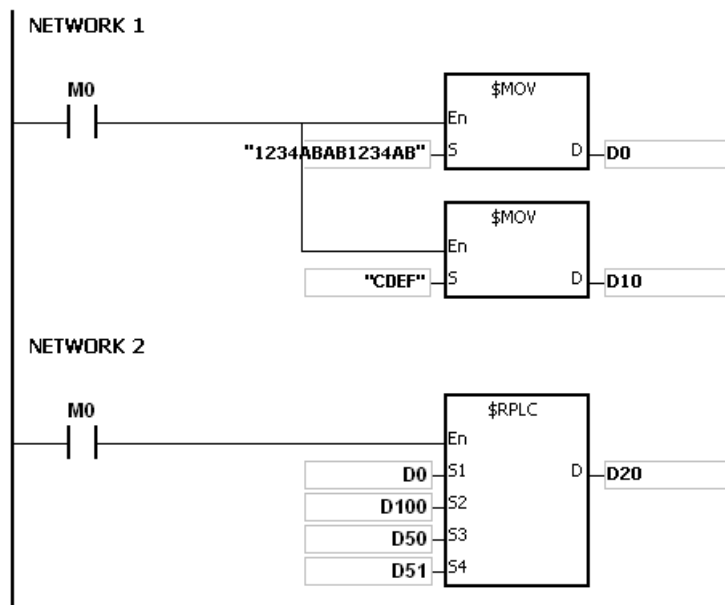 NETWORK 1
M0
$MOV
En
"1234ABAB1234AB" S D D0
$MOV
En
"CDEF" S D D10
NETWORK 2
M0
$RPLC
En
D0 S1 D D20
D100 S2
D50 S3
D51 S4